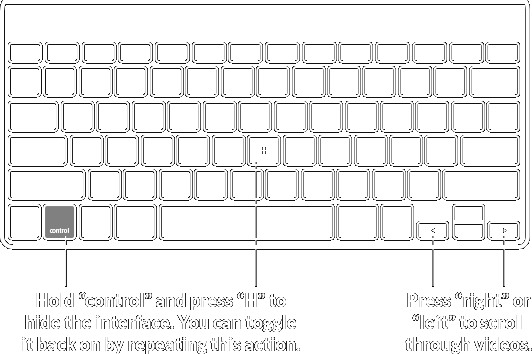 H
control
<
>
Hold “control” and press “H” to
hide the interface. You can toggle
it back on by repeating this action.
Press “right” or
“left” to scroll
through videos.